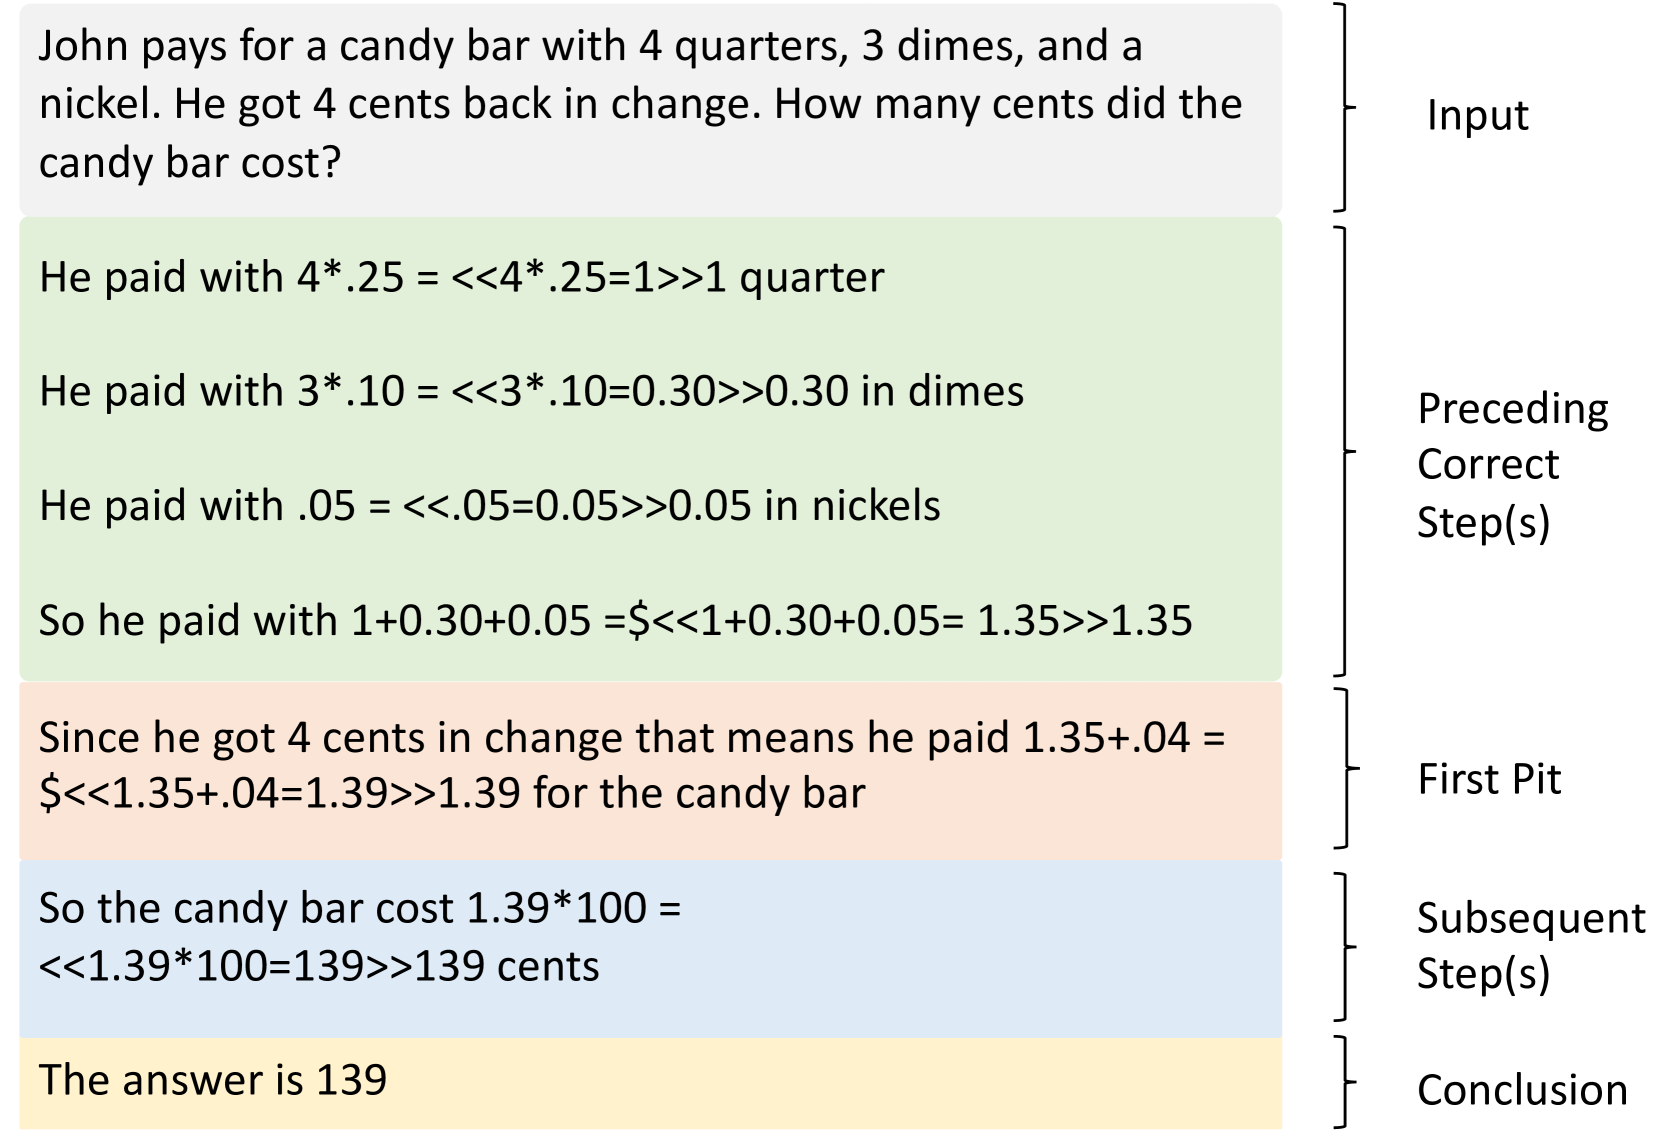 John pays for a candy bar with 4 quarters, 3 dimes, and a
nickel. He got 4 cents back in change. How many cents did the
candy bar cost?
Input
He paid with 4*.25 = <<4*.25=1>>1 quarter
He paid with 3*.10 = <<3*.10=0.30>>0.30 in dimes
He paid with .05 = <<.05=0.05>>0.05 in nickels
So he paid with 1+0.30+0.05 =$<<1+0.30+0.05= 1.35>>1.35
Preceding
Correct
Step(s)
Since he got 4 cents in change that means he paid 1.35+.04 =
$<<1.35+.04=1.39>>1.39 for the candy bar
First Pit
So the candy bar cost 1.39*100 =
<<1.39*100=139>>139 cents
Subsequent
Step(s)
The answer is 139
Conclusion